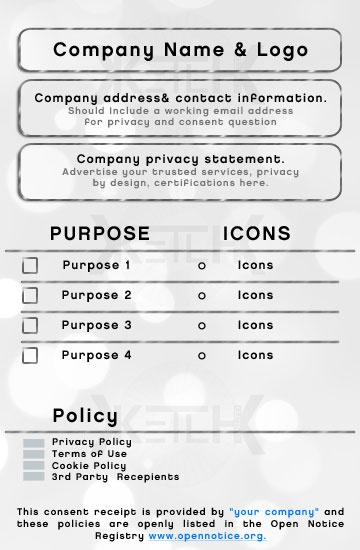 Company Name & Logo
Company address& contact information.
Should Include a working email address
for privacy and consent question
Company privacy statement.
Advertise your trusted services, privacy
by design, certifications here.
PURPOSE ICONS
Purpose 1 o Icons
Purpose 2 o Icons
Purpose 3 o Icons
Purpose 4 o Icons
Policy
Privacy Policy
Terms of Use
Cookie Policy
3rd Party Recepients
This consent receipt is provided by "your company" and
these policies are openly listed in the Open Notice
Registry www.opennotice.org.